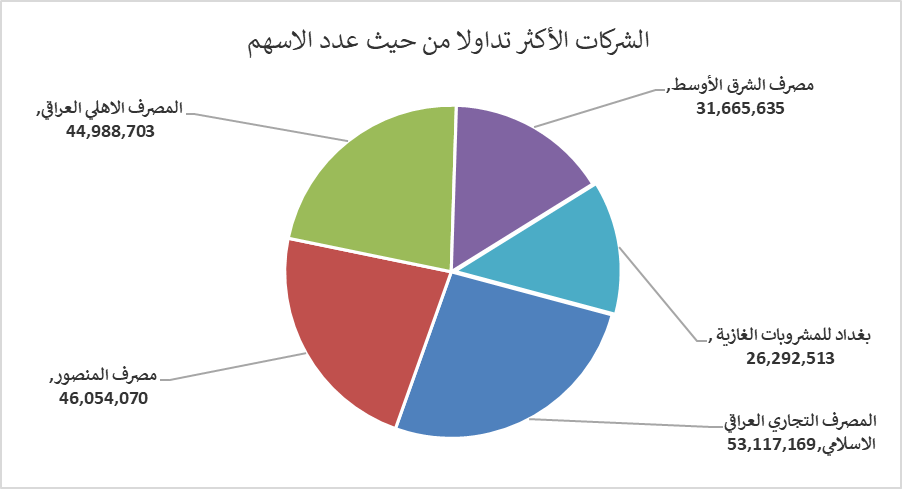 الشركات الأكثر تداولا من حيث عدد الاسهم
مصرف الشرق الأوسط,
31,665,635
المصرف الاهلي العراقي,
44,988,703
بغداد للمشروبات الغازية ,
26,292,513
مصرف المنصور,
46,054,070
المصرف التجاري العراقي
الاسلامي, 53,117,169